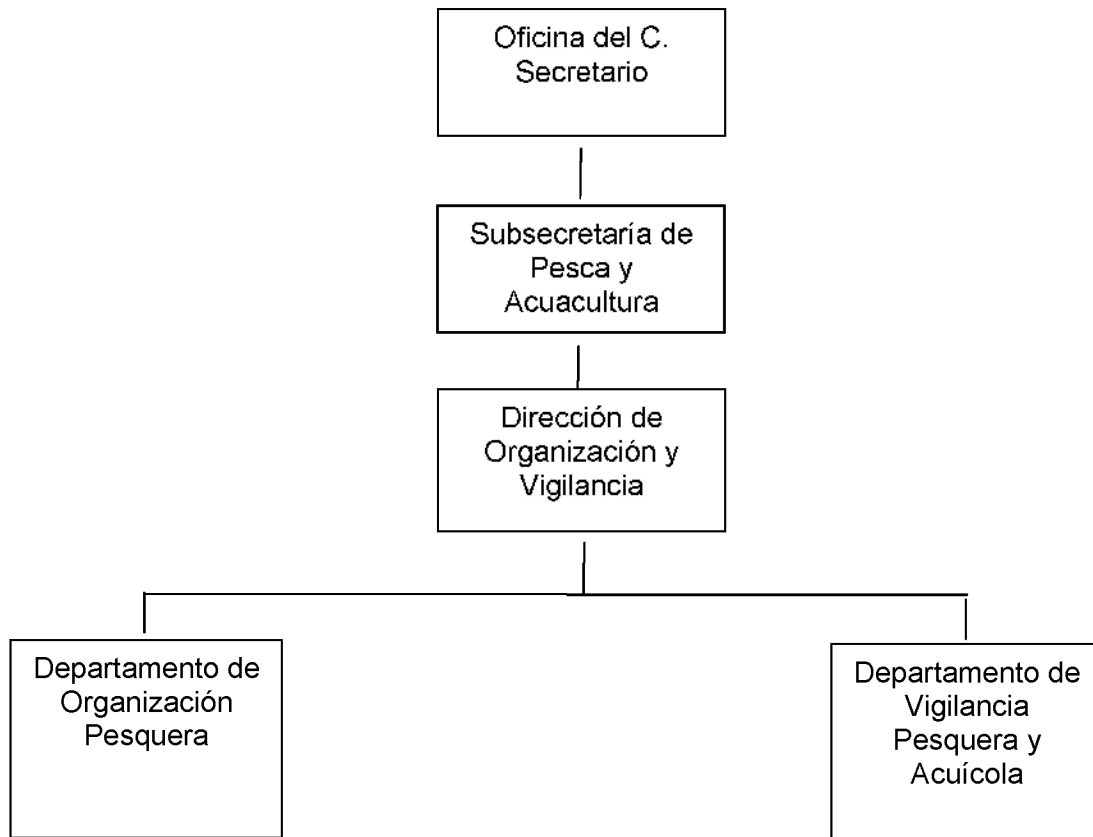 Oficina del C.
Secretario
Subsecretaría de
Pesca y
Acuacultura
Dirección de
Organización y
Vigilancia
Departamento de
Organización
Pesquera
Departamento de
Vigilancia
Pesquera y
Acuícola